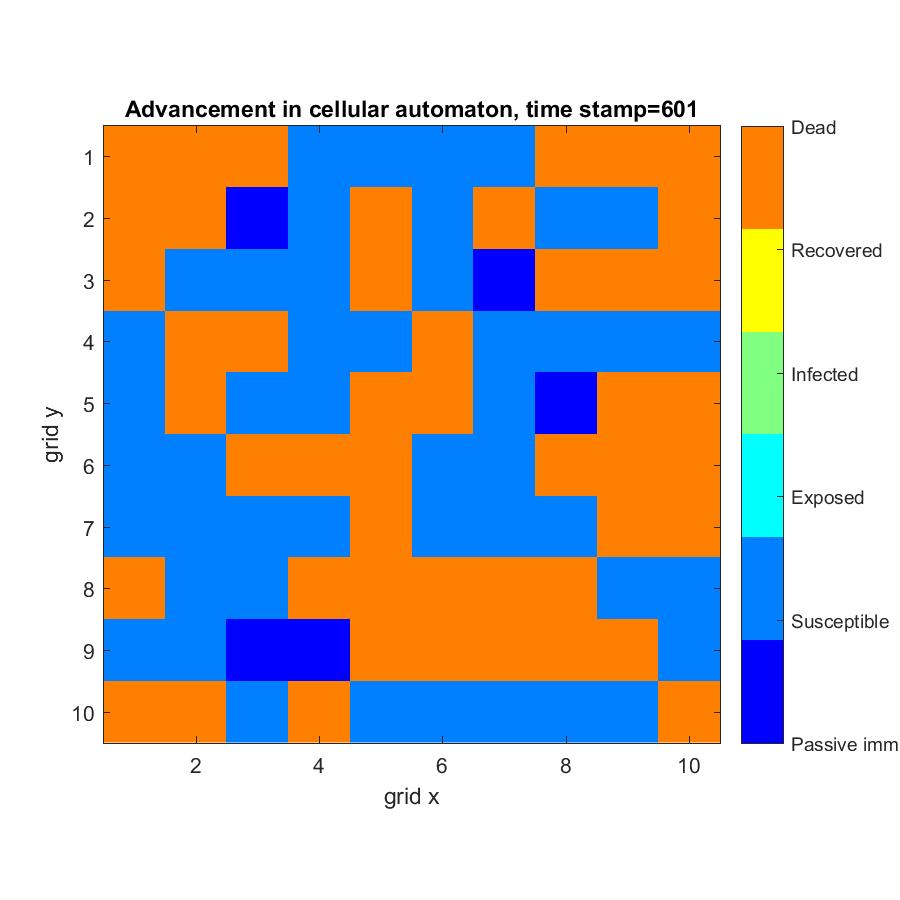 Advancement in cellular automaton, time stamp=601
Dead
Recovered
Infected
Exposed
Susceptible
Passive imm
1
2
3
4
5
6
7
8
9
10
grid y
2 4 6 8 10
grid x